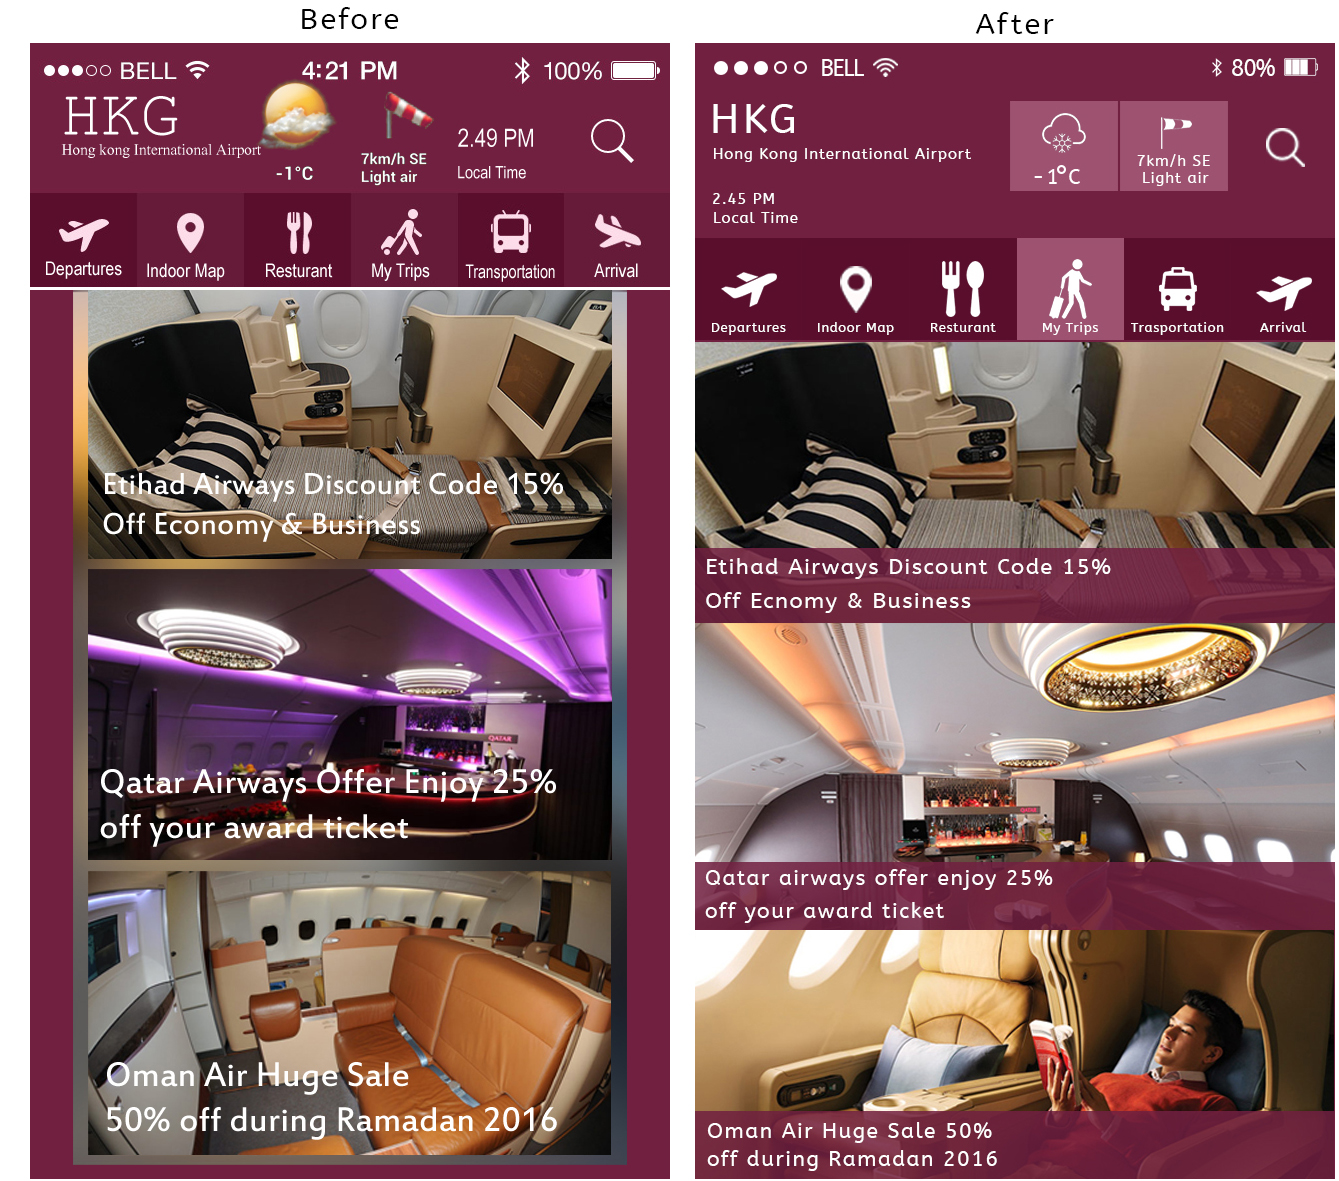 Before
BELL
4:21 PM
100%
HKG
Hong kong International Airport
-1°C
7km/h SE
Light air
2.49 PM
Local Time
Departures
Indoor Map
Resturant
My Trips
Transportation
Arrival
Etihad Airways Discount Code 15%
Off Economy & Business
QATAR
Qatar Airways Offer Enjoy 25%
off your award ticket
Oman Air Huge Sale
50% off during Ramadan 2016
After
BELL
80%
HKG
Hong Kong International Airport
2.45 PM
Local Time
-1°C
7km/h SE
Light air
Departures
Indoor Map
Resturant
My Trips
Trasportation
Arrival
Etihad Airways Discount Code 15%
Off Ecnomy & Business
QATAR
Qatar airways offer enjoy 25%
off your award ticket
Oman Air Huge Sale 50%
off during Ramadan 2016